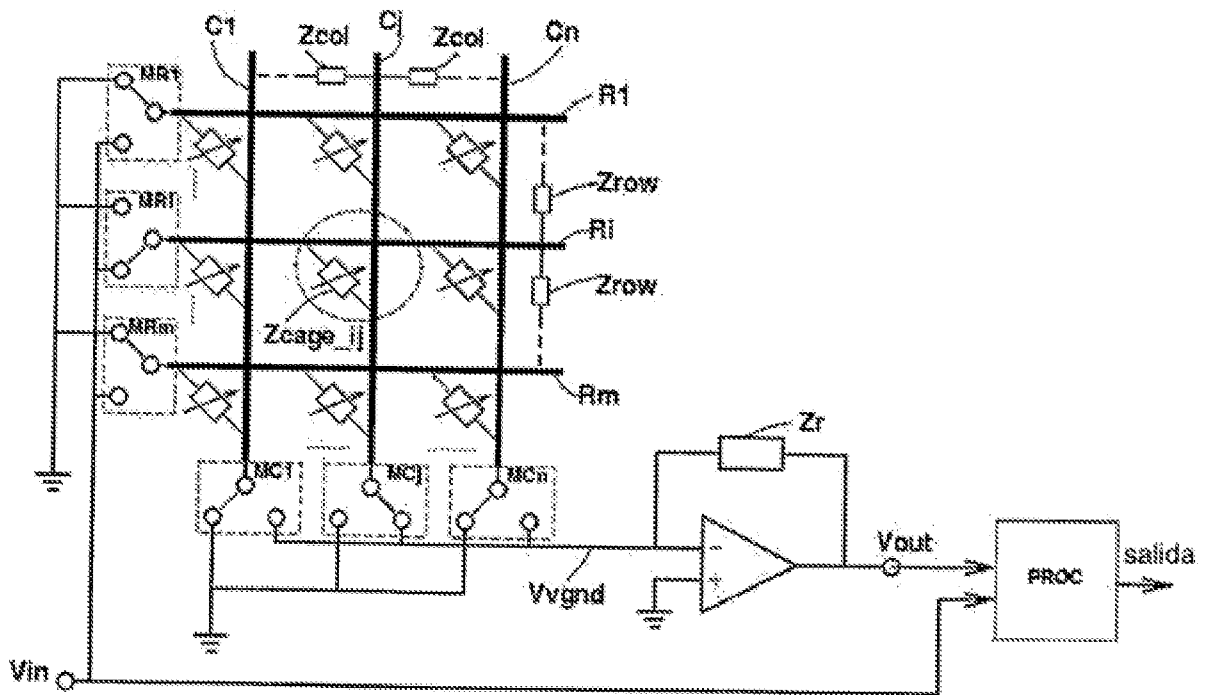 C1
Zcol
Cj
Zcol
Cn
MR1
R1
Zrow
MRi
Ri
Zrow
Zcage_ij
MRm
Rm
Zr
MC1
MCj
MCn
Vout
salida
PROC
Vvgnd
Vin